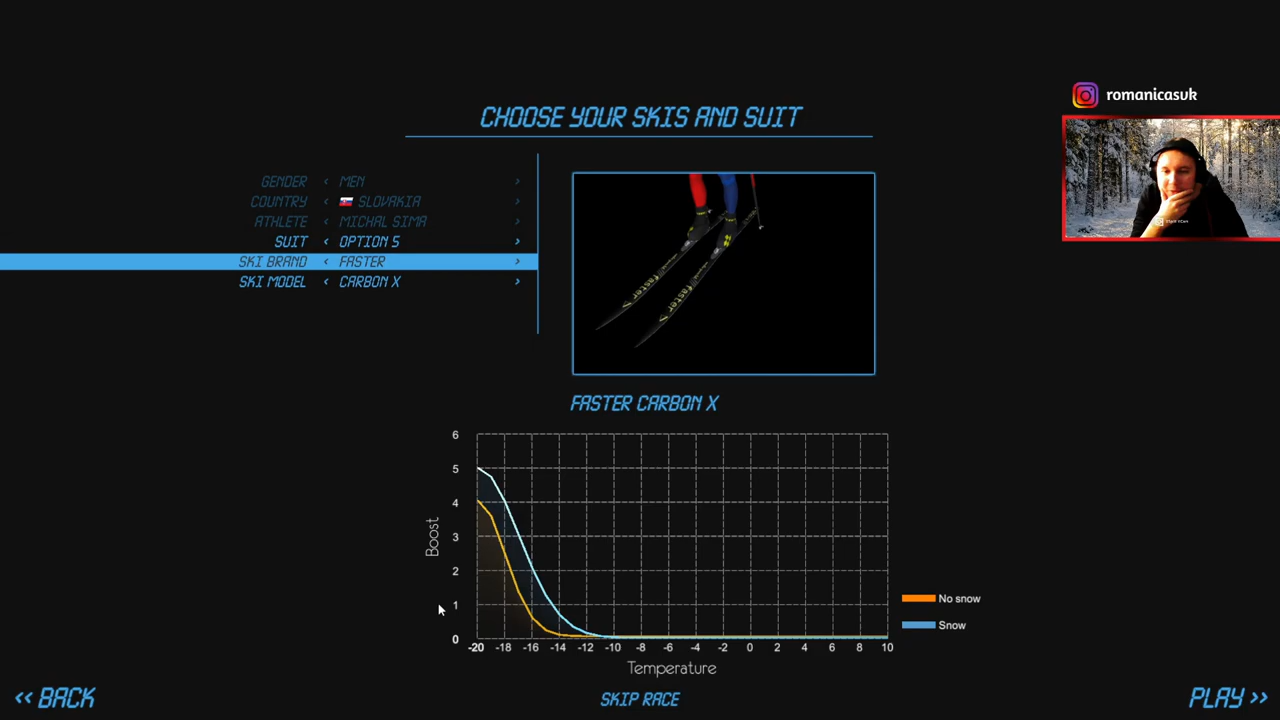 romanicasuk
CHOOSE YOUR SKIS AND SUIT
GENDER < MEN >
COUNTRY < SLOVAKIA >
ATHLETE < MICHAL SIMA >
SUIT < OPTION 5 >
SKI BRAND < FASTER >
SKI MODEL < CARBON X >
faster
faster
FASTER CARBON X
6
5
4
3
2
1
0
Boost
-20 -18 -16 -14 -12 -10 -8 -6 -4 -2 0 2 4 6 8 10
Temperature
No snow
Snow
<< BACK
SKIP RACE
PLAY >>